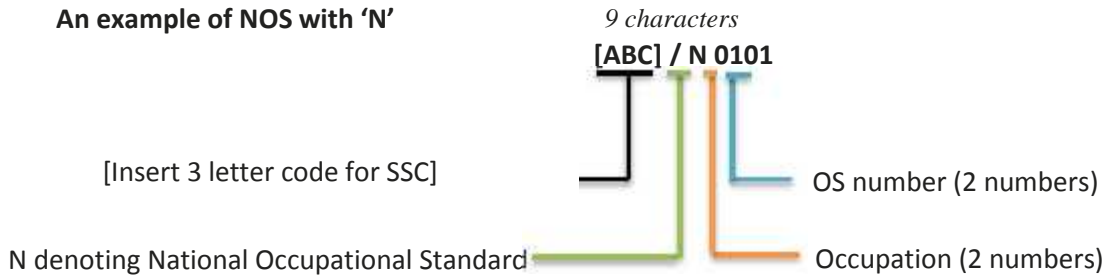 An example of NOS with ‘N’
9 characters
[ABC] / N 0101
[Insert 3 letter code for SSC]
OS number (2 numbers)
N denoting National Occupational Standard
Occupation (2 numbers)